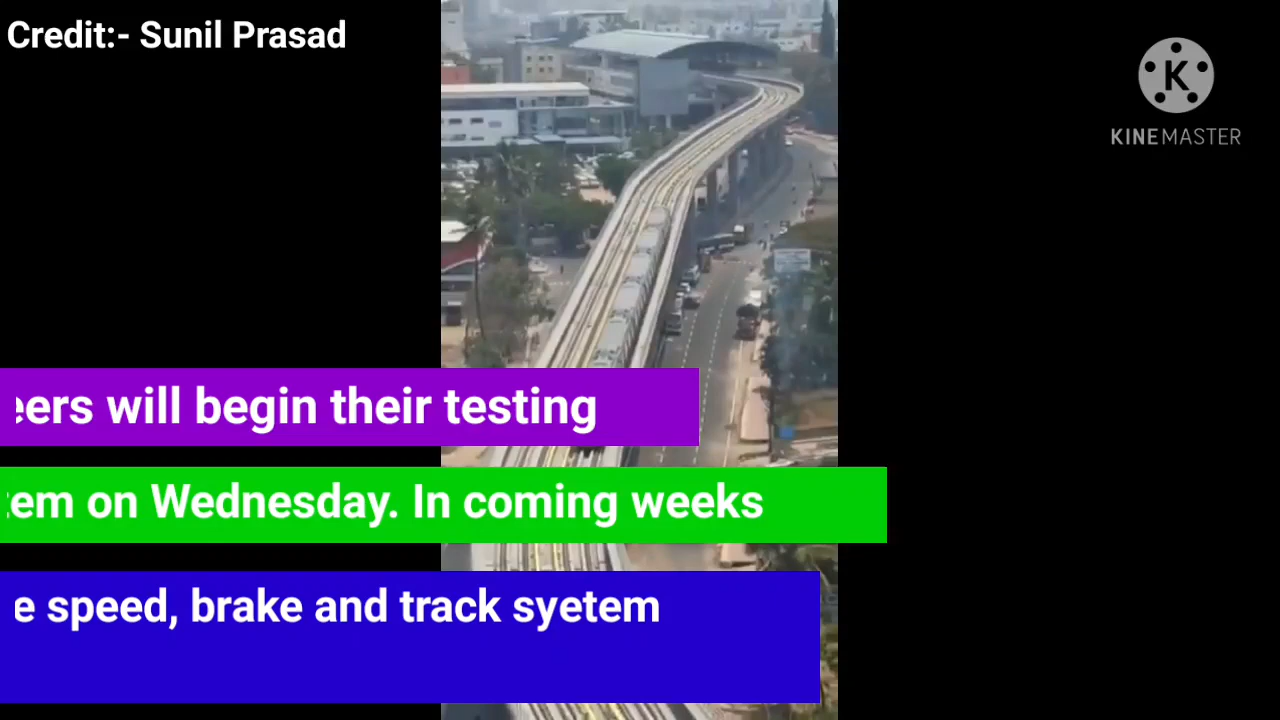 Credit:- Sunil Prasad
K
KINEMASTER
eers will begin their testing
tem on Wednesday. In coming weeks
e speed, brake and track syetem